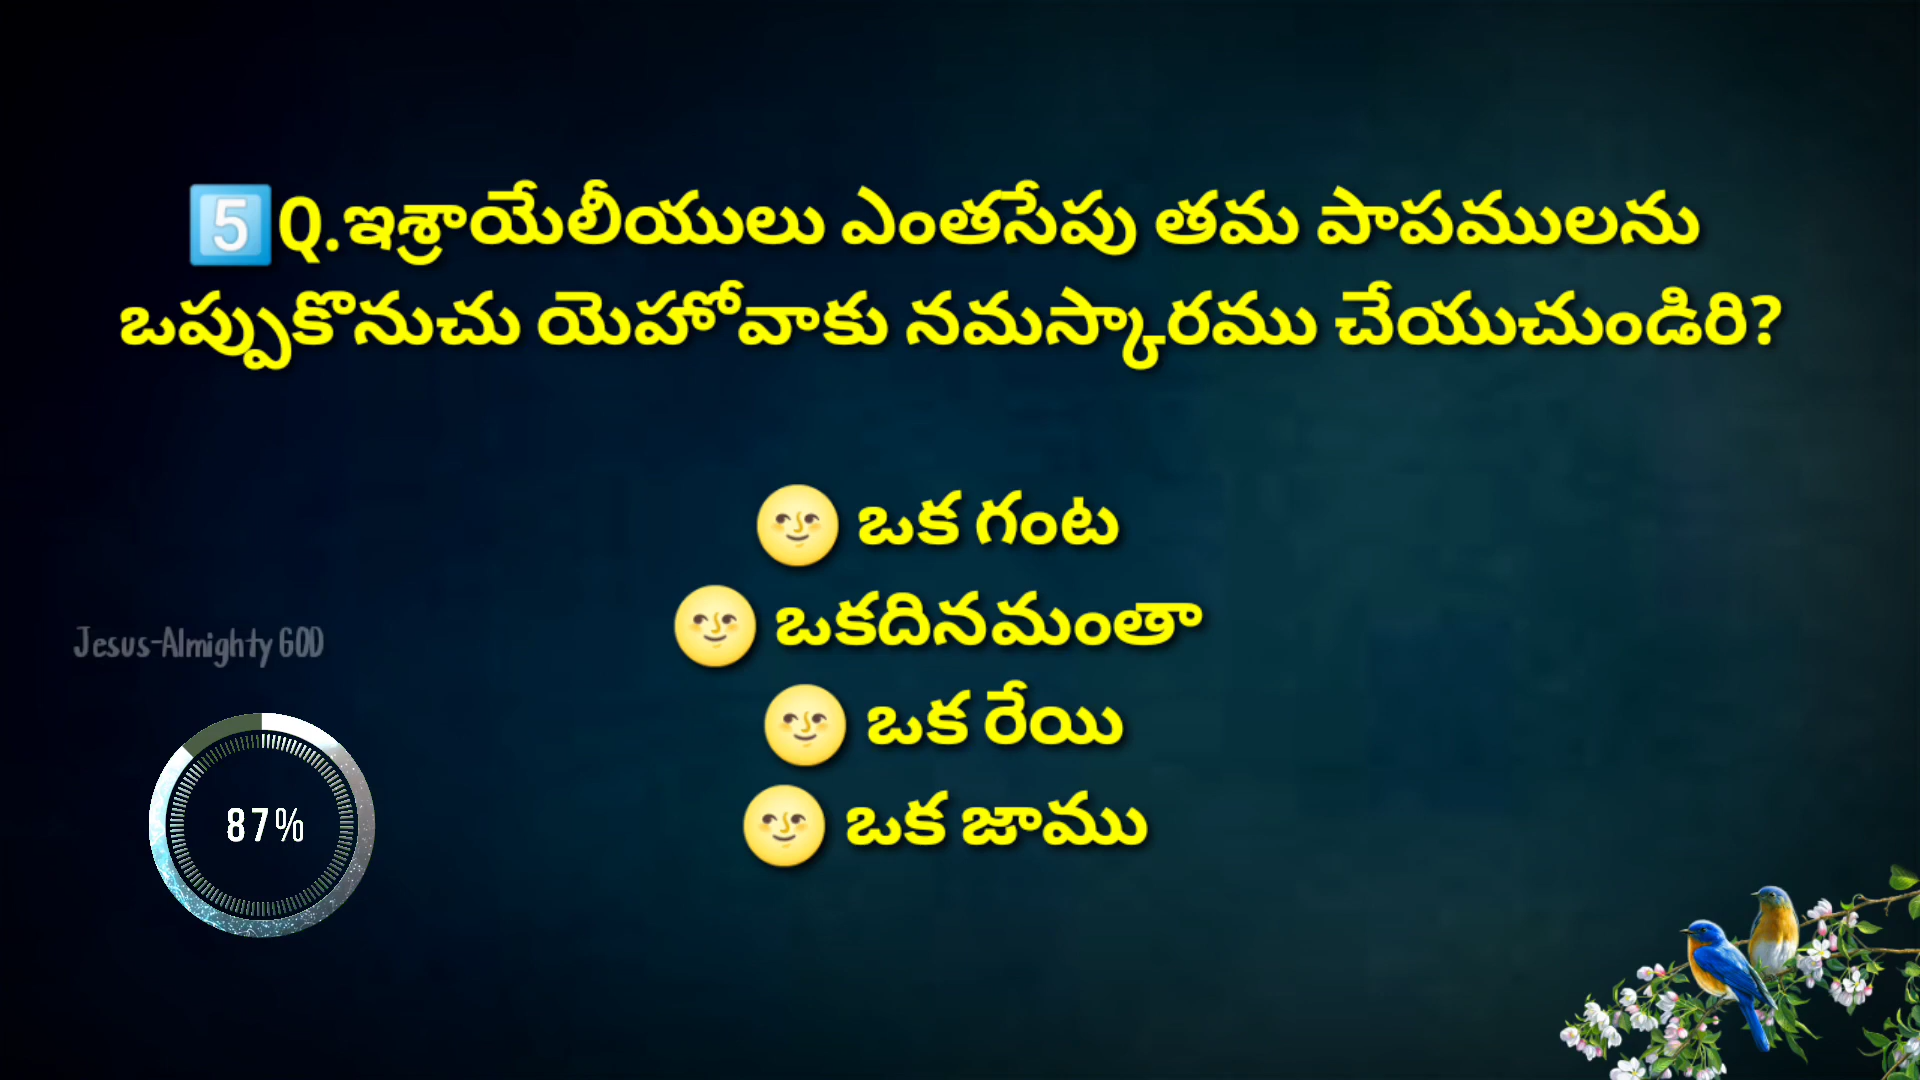 5️⃣Q.ఇశ్రాయేలీయులు ఎంతసేపు తమ పాపములను
ఒప్పుకొనుచు యెహోవాకు నమస్కారము చేయుచుండిరి?
🌝 ఒక గంట
🌝 ఒకదినమంతా
Jesus-Almighty GOD
🌝 ఒక రేయి
🌝 ఒక జాము
87%